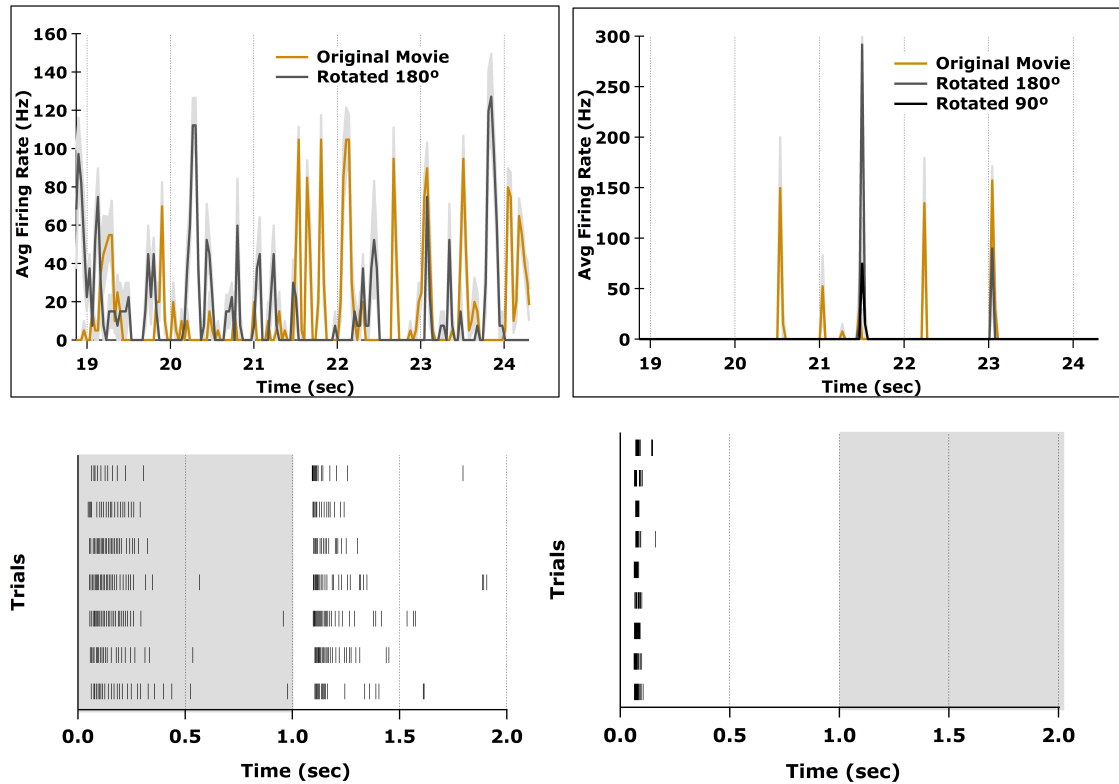 160
140
120
100
80
60
40
20
0
Avg Firing Rate (Hz)
Original Movie
Rotated 180º
19 20 21 22 23 24
Time (sec)
300
250
200
150
100
50
0
Avg Firing Rate (Hz)
Original Movie
Rotated 180º
Rotated 90º
19 20 21 22 23 24
Time (sec)
Trials
0.0 0.5 1.0 1.5 2.0
Time (sec)
Trials
0.0 0.5 1.0 1.5 2.0
Time (sec)